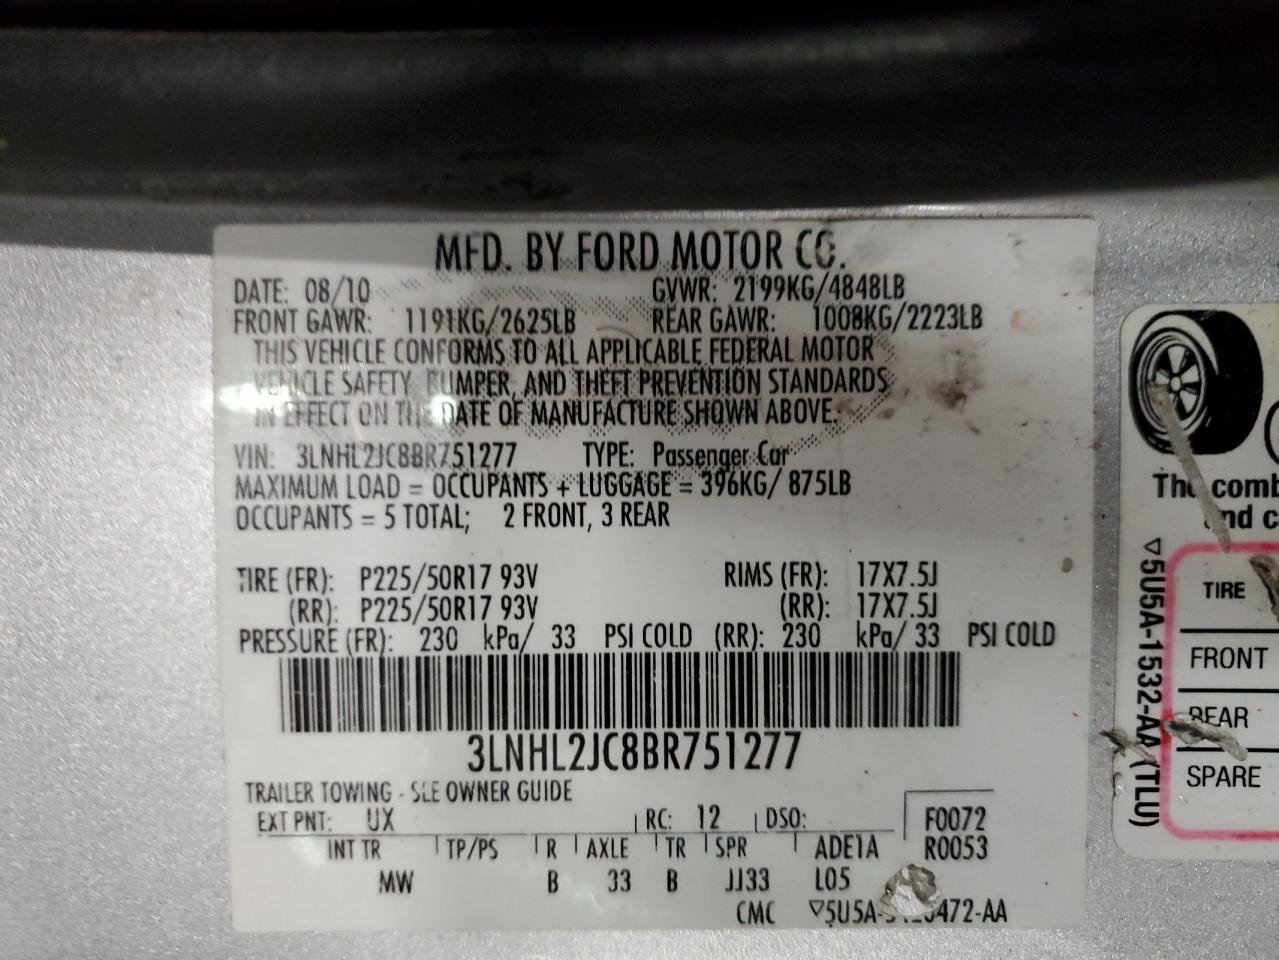 MFD. BY FORD MOTOR CO.
DATE: 08/10 GVWR: 2199KG/4848LB
FRONT GAWR: 1191KG/2625LB REAR GAWR: 1008KG/2223LB
THIS VEHICLE CONFORMS TO ALL APPLICABLE FEDERAL MOTOR
VEHICLE SAFETY, BUMPER, AND THEFT PREVENTION STANDARDS
IN EFFECT ON THE DATE OF MANUFACTURE SHOWN ABOVE:
VIN: 3LNHL2JC8BR751277 TYPE: Passenger Car
MAXIMUM LOAD = OCCUPANTS + LUGGAGE = 396KG/ 875LB
OCCUPANTS = 5 TOTAL; 2 FRONT, 3 REAR
TIRE (FR): P225/50R17 93V RIMS (FR): 17X7.5J
(RR): P225/50R17 93V (RR): 17X7.5J
PRESSURE (FR): 230 kPa/ 33 PSI COLD (RR): 230 kPa/ 33 PSI COLD
3LNHL2JC8BR751277
TRAILER TOWING - SEE OWNER GUIDE
EXT PNT: UX RC: 12 DSO: F0072
INT TR TP/PS R AXLE TR SPR ADE1A R0053
MW B 33 B JJ33 L05
CMC
The comb
and c
TIRE
FRONT
REAR
SPARE
▽5U5A-1532-AA (TLU)